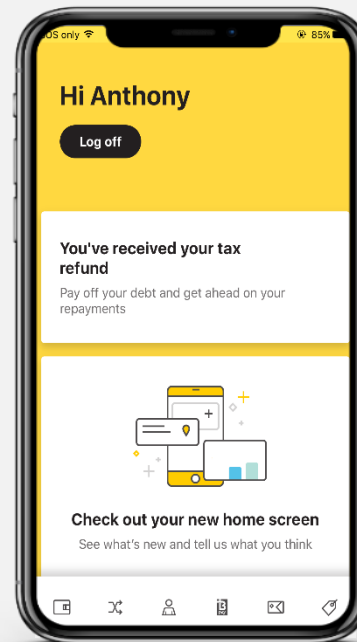 SOS only
85%
Hi Anthony
Log off
You've received your tax
refund
Pay off your debt and get ahead on your
repayments
Check out your new home screen
See what's new and tell us what you think